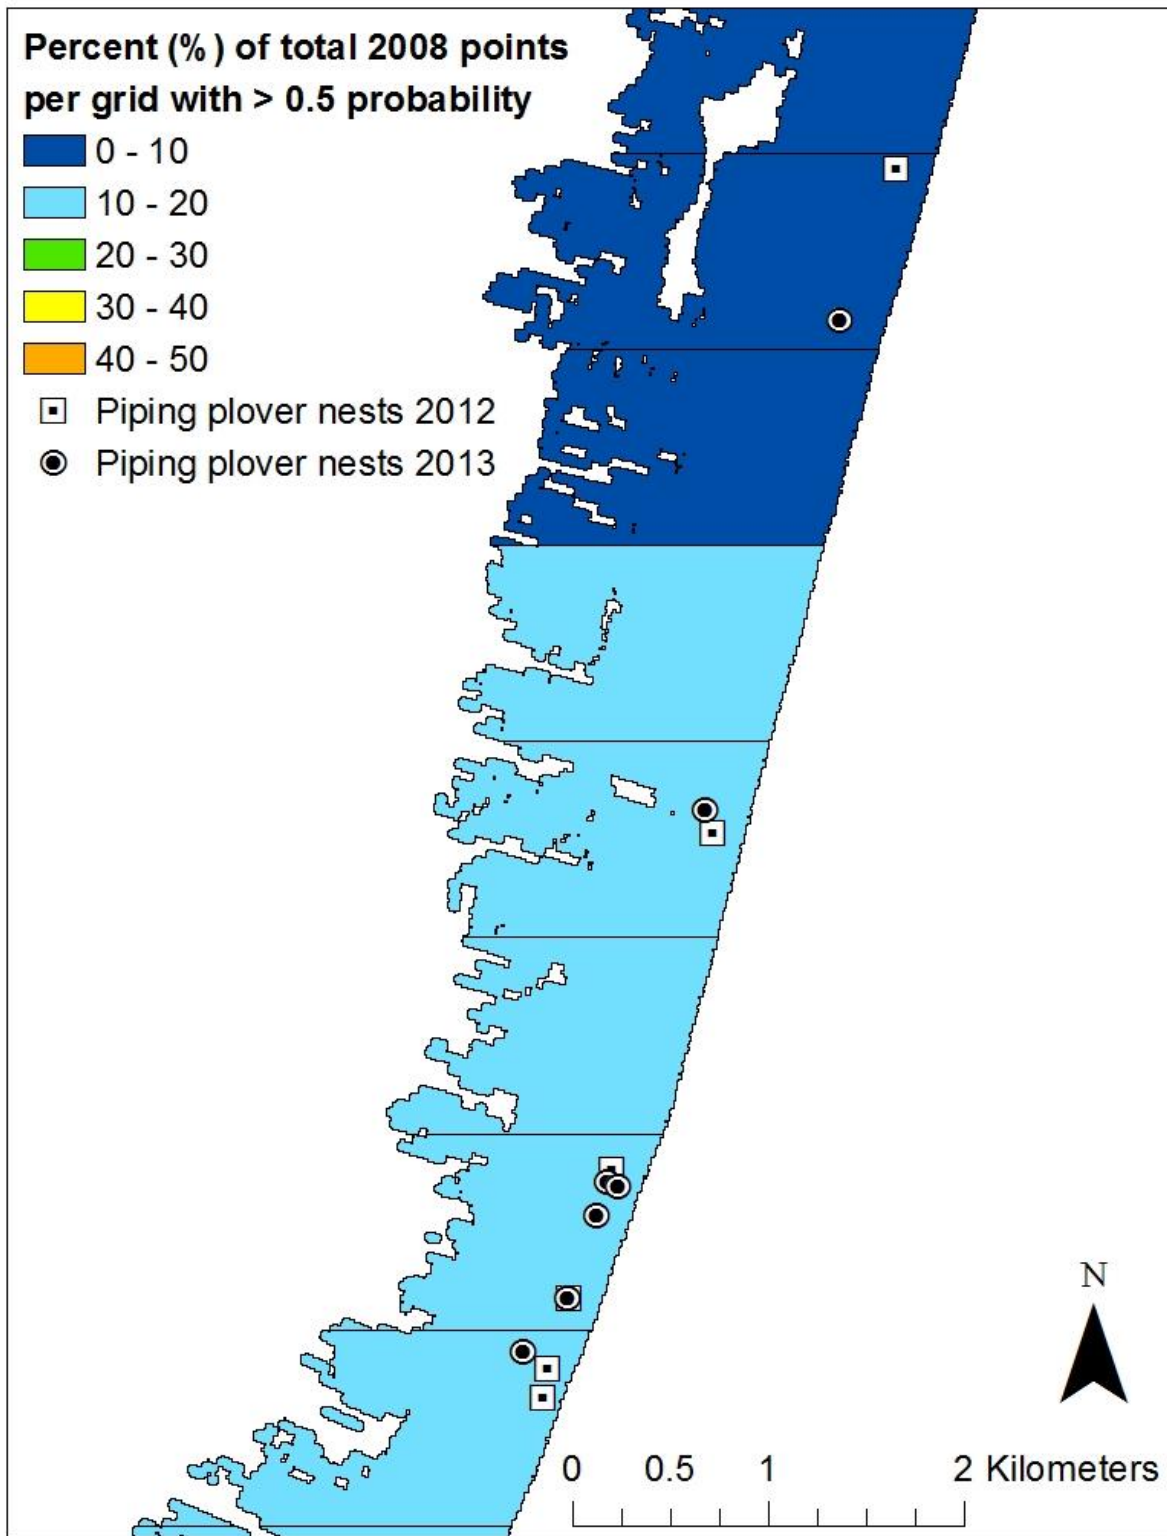 Percent (%) of total 2008 points
per grid with > 0.5 probability
0 - 10
10 - 20
20 - 30
30 - 40
40 - 50
Piping plover nests 2012
Piping plover nests 2013
N
0 0.5 1 2 Kilometers